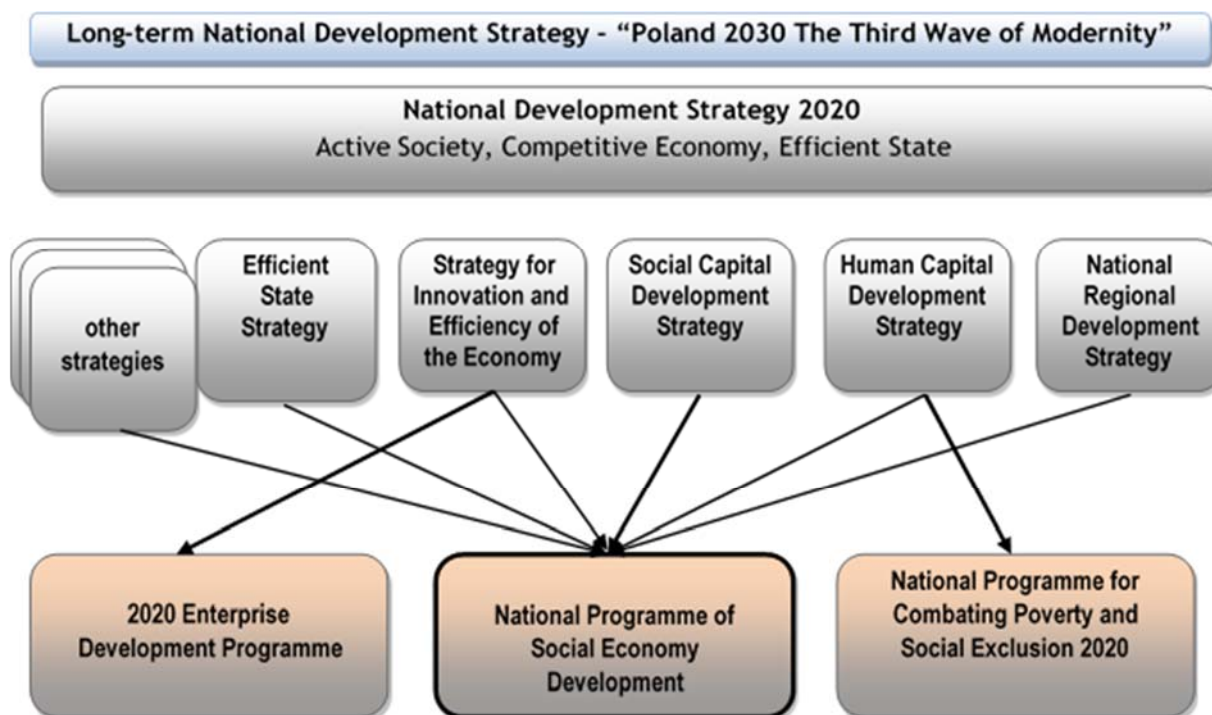 Long-term National Development Strategy - “Poland 2030 The Third Wave of Modernity”
National Development Strategy 2020
Active Society, Competitive Economy, Efficient State
other
strategies
Efficient
State
Strategy
Strategy for
Innovation and
Efficiency of
the Economy
Social Capital
Development
Strategy
Human Capital
Development
Strategy
National
Regional
Development
Strategy
2020 Enterprise
Development Programme
National Programme of
Social Economy
Development
National Programme for
Combating Poverty and
Social Exclusion 2020